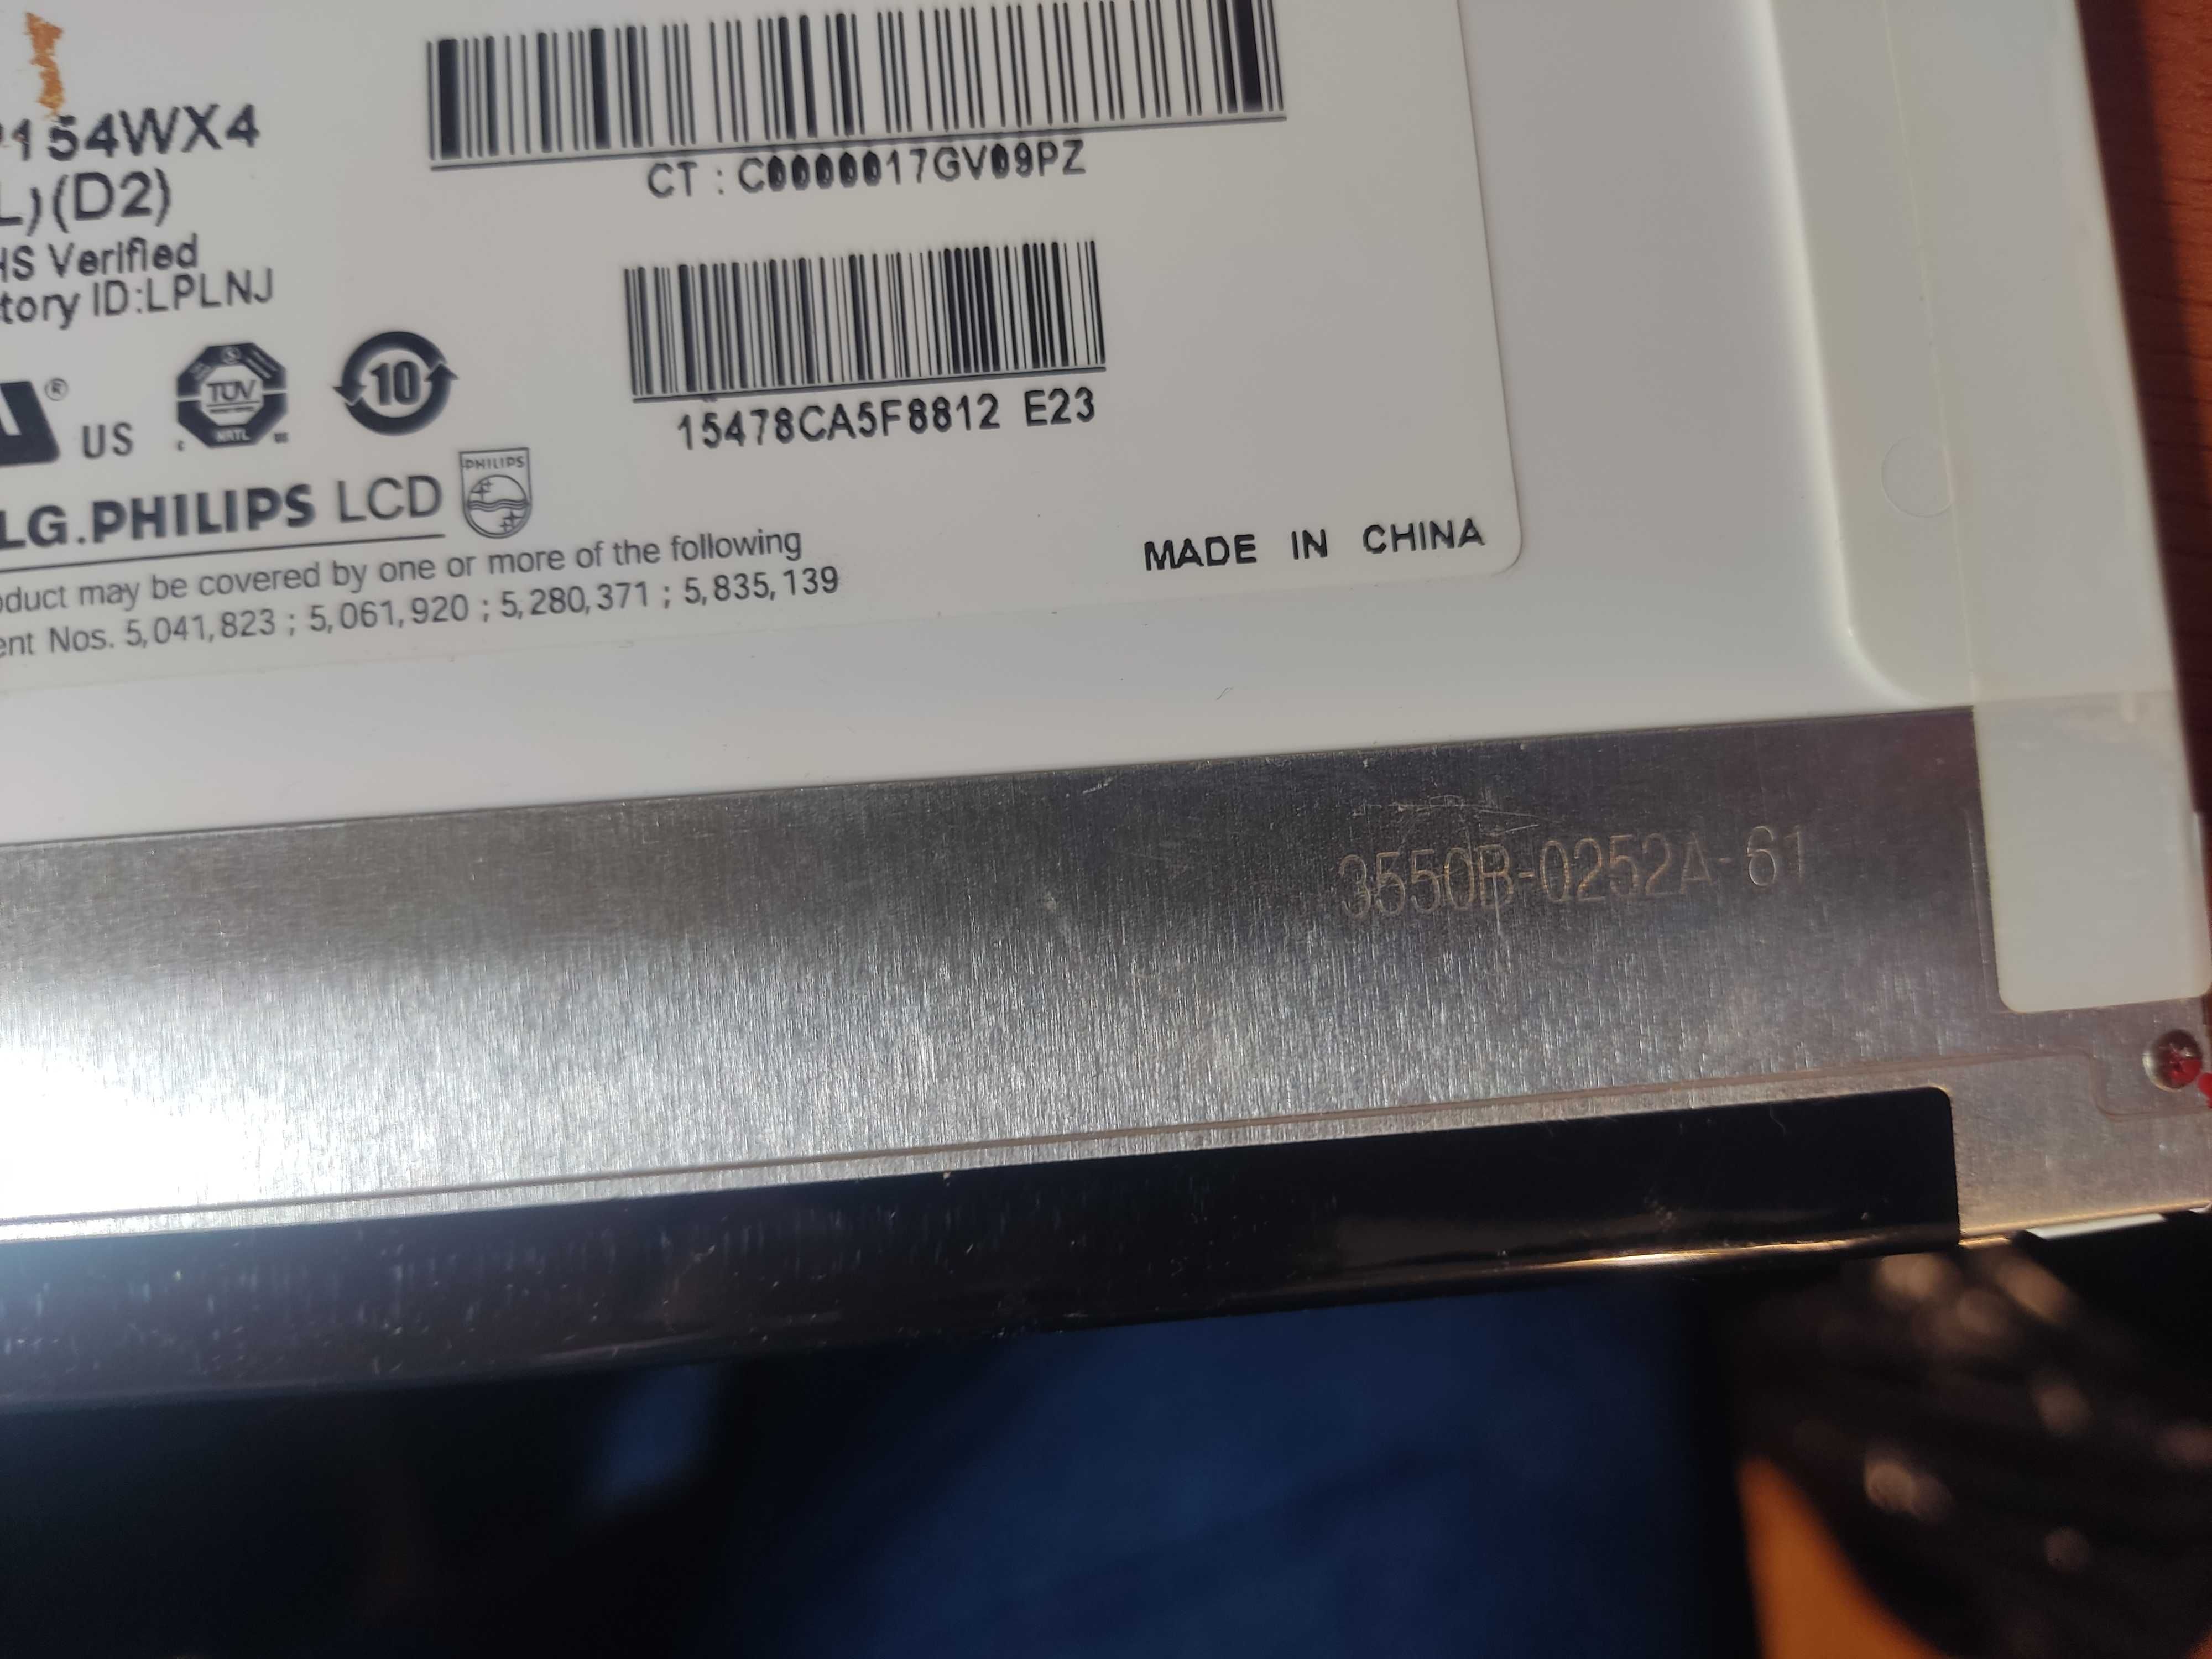 154WX4
L)(D2)
HS Verified
tory ID:LPLNJ
CT : C0000017GV09PZ
15478CA5F8812 E23
® US
TÜV
10
LG.PHILIPS LCD
PHILIPS
oduct may be covered by one or more of the following
ent Nos. 5,041,823 ; 5,061,920 ; 5,280,371 ; 5,835,139
MADE IN CHINA
3550B-0252A-61